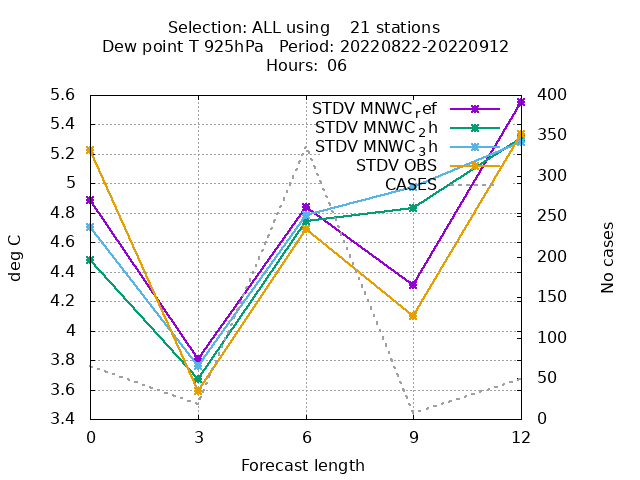 Selection: ALL using    21 stations
Dew point T 925hPa   Period: 20220822-20220912
Hours:  06
STDV MNWC_ref
STDV MNWC_2h
STDV MNWC_3h
STDV OBS
CASES
5.6
5.4
5.2
5
4.8
4.6
4.4
4.2
4
3.8
3.6
3.4
deg C
400
350
300
250
200
150
100
50
0
No cases
0 3 6 9 12
Forecast length